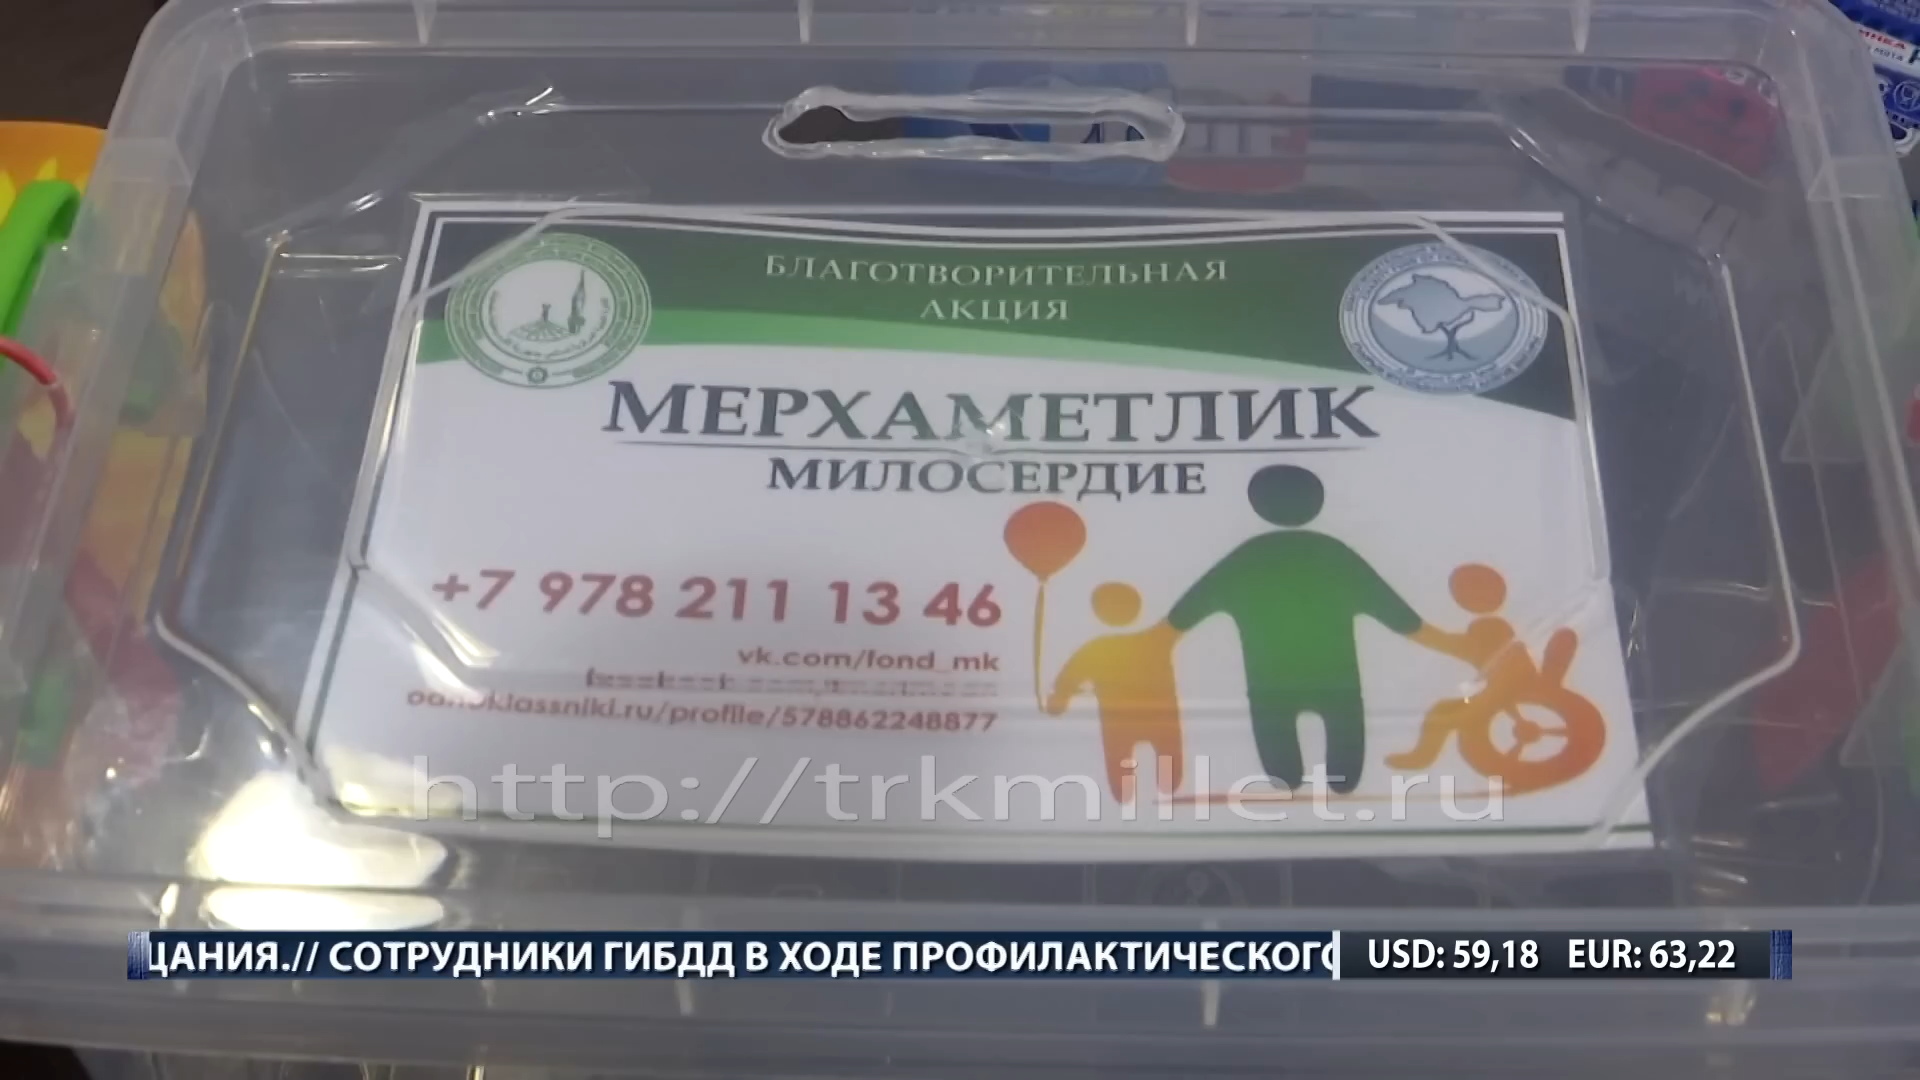 БЛАГОТВОРИТЕЛЬНАЯ
АКЦИЯ
МЕРХАМЕТЛИК
МИЛОСЕРДИЕ
+7 978 211 13 46
vk.com/fond_mk
odnoklassniki.ru/profile/578862248877
http://trkmillet.ru
ЦАНИЯ.// СОТРУДНИКИ ГИБДД В ХОДЕ ПРОФИЛАКТИЧЕСКОГО USD: 59,18 EUR: 63,22